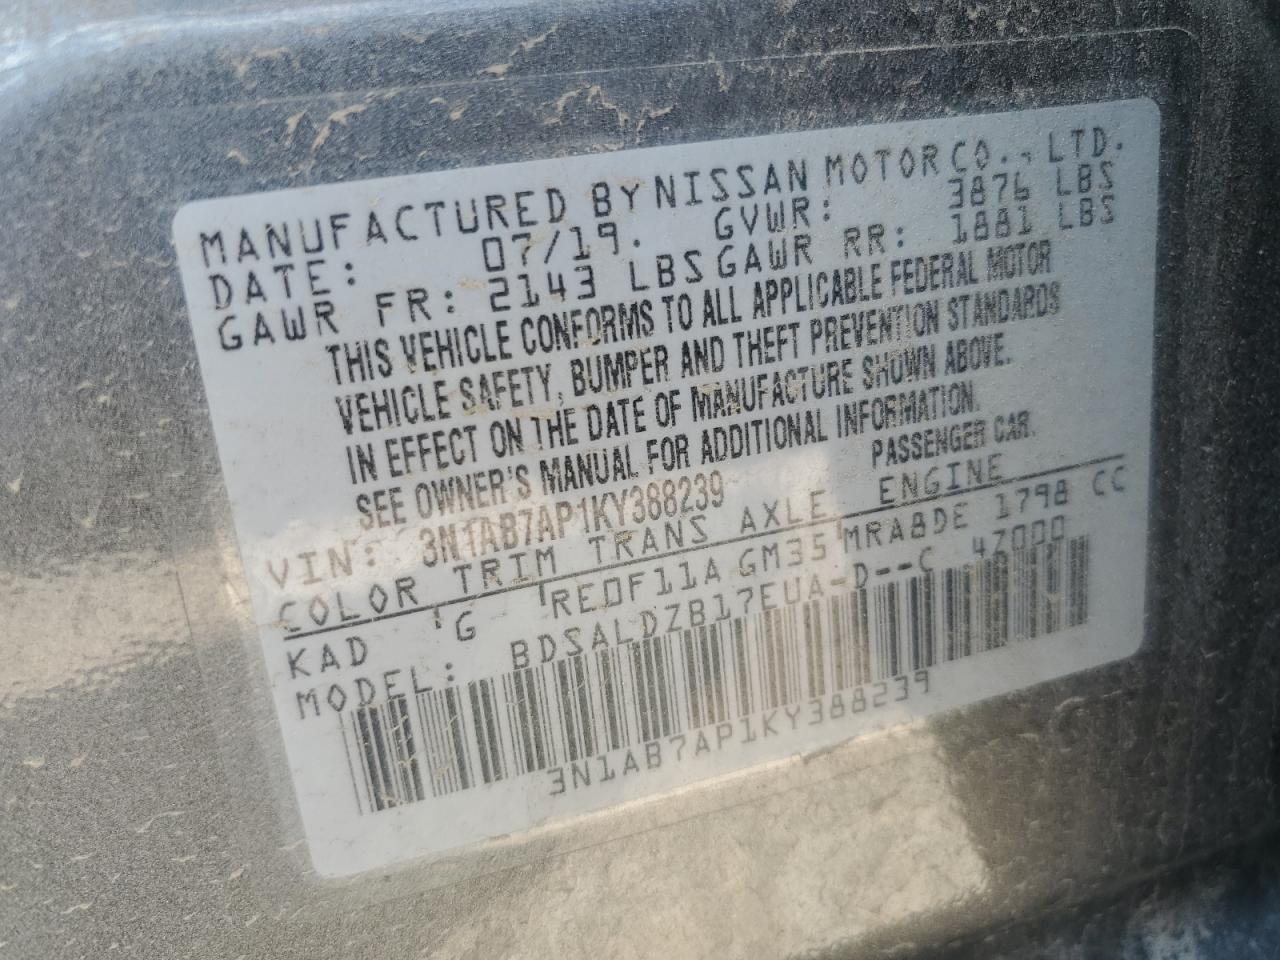 MANUFACTURED BY NISSAN MOTOR CO., LTD.
DATE: 07/19. GVWR: 3876 LBS
GAWR FR: 2143 LBS GAWR RR: 1881 LBS
THIS VEHICLE CONFORMS TO ALL APPLICABLE FEDERAL MOTOR
VEHICLE SAFETY, BUMPER AND THEFT PREVENTION STANDARDS
IN EFFECT ON THE DATE OF MANUFACTURE SHOWN ABOVE.
SEE OWNER'S MANUAL FOR ADDITIONAL INFORMATION.
PASSENGER CAR.
VIN: 3N1AB7AP1KY388239
COLOR TRIM TRANS AXLE ENGINE
KAD G RE0F11A GM35 MRA8DE 1798 CC
MODEL: BDSALDZB17EUA-D--C 47000
3N1AB7AP1KY388239